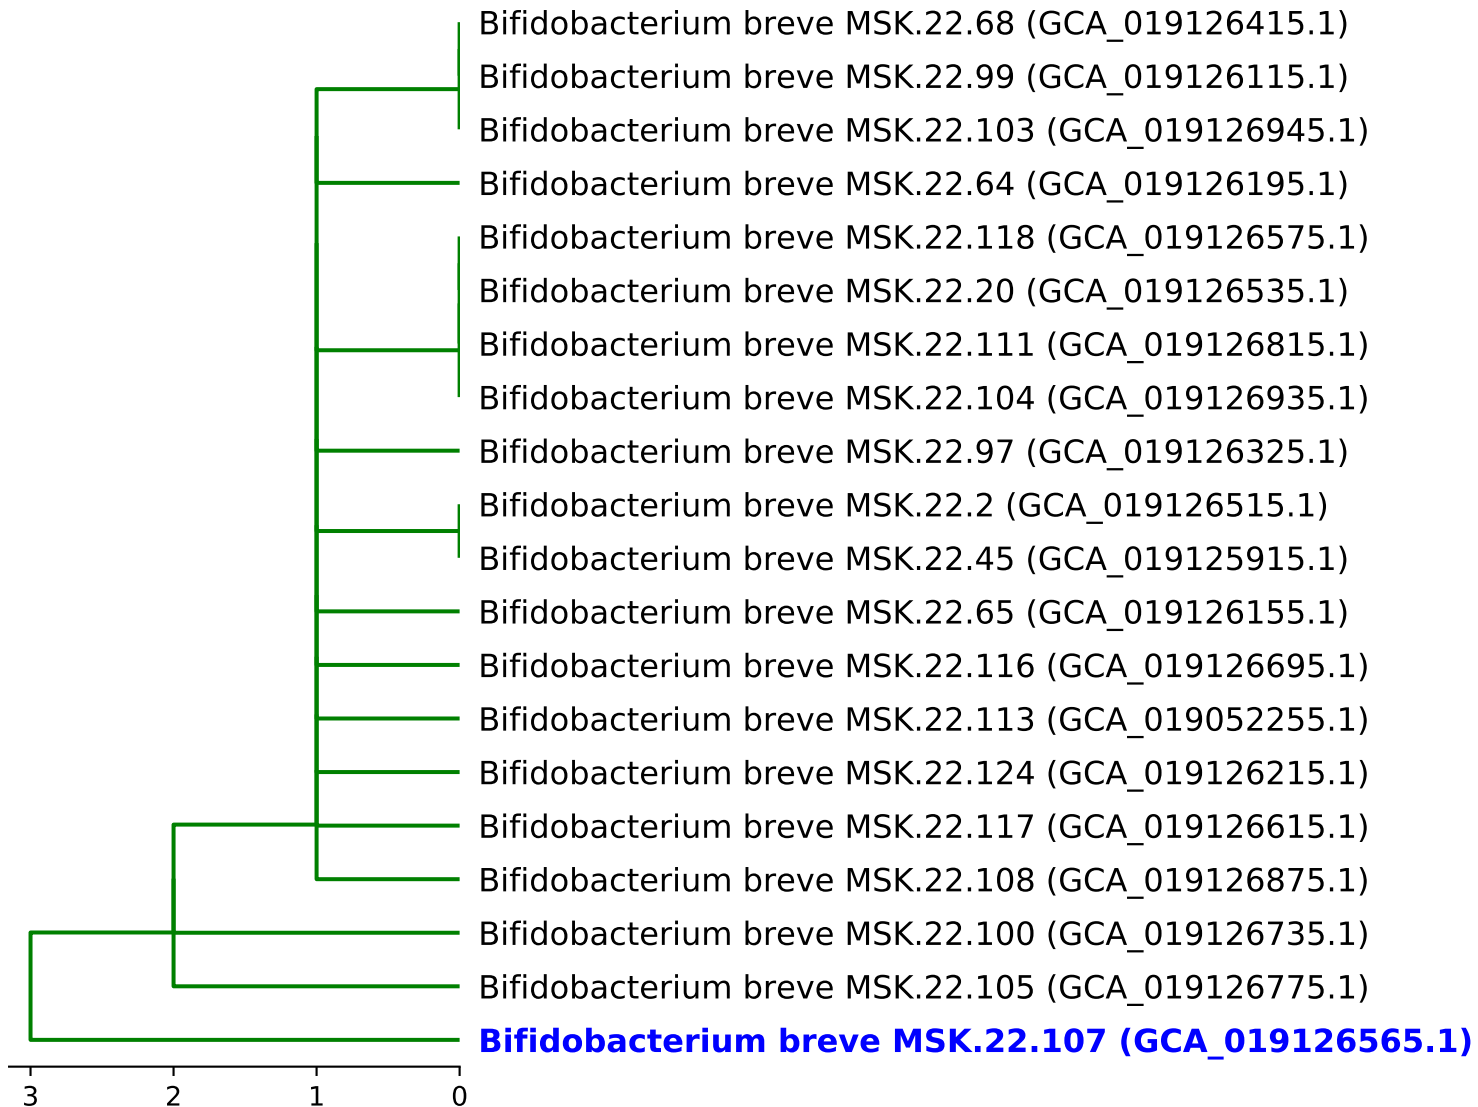 Bifidobacterium breve MSK.22.68 (GCA_019126415.1)
Bifidobacterium breve MSK.22.99 (GCA_019126115.1)
Bifidobacterium breve MSK.22.103 (GCA_019126945.1)
Bifidobacterium breve MSK.22.64 (GCA_019126195.1)
Bifidobacterium breve MSK.22.118 (GCA_019126575.1)
Bifidobacterium breve MSK.22.20 (GCA_019126535.1)
Bifidobacterium breve MSK.22.111 (GCA_019126815.1)
Bifidobacterium breve MSK.22.104 (GCA_019126935.1)
Bifidobacterium breve MSK.22.97 (GCA_019126325.1)
Bifidobacterium breve MSK.22.2 (GCA_019126515.1)
Bifidobacterium breve MSK.22.45 (GCA_019125915.1)
Bifidobacterium breve MSK.22.65 (GCA_019126155.1)
Bifidobacterium breve MSK.22.116 (GCA_019126695.1)
Bifidobacterium breve MSK.22.113 (GCA_019052255.1)
Bifidobacterium breve MSK.22.124 (GCA_019126215.1)
Bifidobacterium breve MSK.22.117 (GCA_019126615.1)
Bifidobacterium breve MSK.22.108 (GCA_019126875.1)
Bifidobacterium breve MSK.22.100 (GCA_019126735.1)
Bifidobacterium breve MSK.22.105 (GCA_019126775.1)
Bifidobacterium breve MSK.22.107 (GCA_019126565.1)
3 2 1 0